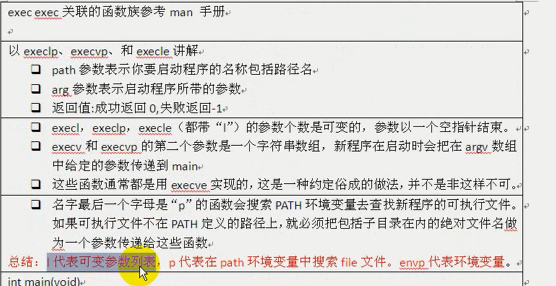 exec exec 关联的函数族参考 man 手册
以 execlp、execvp、和 execle 讲解
path 参数表示你要启动程序的名称包括路径名
arg 参数表示启动程序所带的参数
返回值:成功返回 0,失败返回-1
execl，execlp，execle（都带“l”）的参数个数是可变的，参数以一个空指针结束。
execv 和 execvp 的第二个参数是一个字符串数组，新程序在启动时会把在 argv 数组
中给定的参数传递到 main
这些函数通常都是用 execve 实现的，这是一种约定俗成的做法，并不是非这样不可。
名字最后一个字母是“p”的函数会搜索 PATH 环境变量去查找新程序的可执行文件。
如果可执行文件不在 PATH 定义的路径上，就必须把包括子目录在内的绝对文件名做
为一个参数传递给这些函数
总结：l 代表可变参数列表，p 代表在 path 环境变量中搜索 file 文件。envp 代表环境变量。
int main(void)